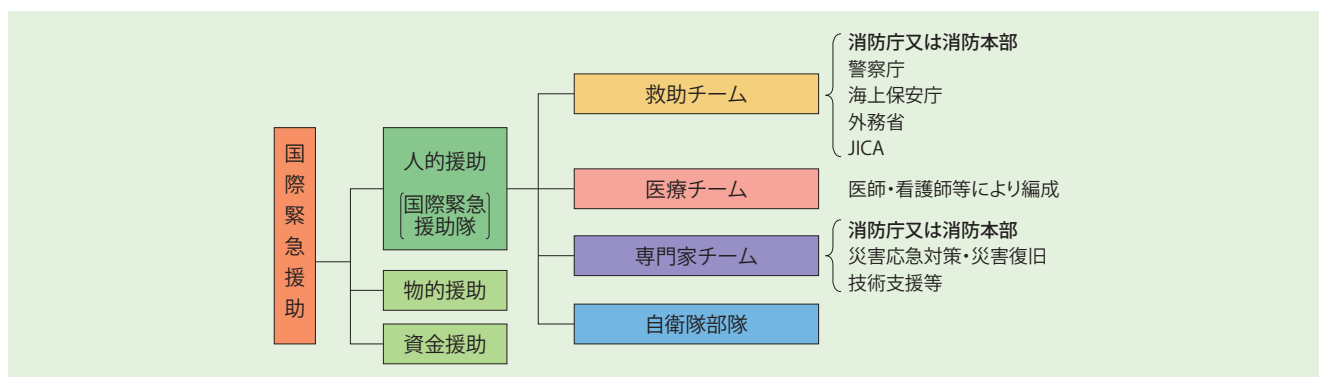 国際緊急援助
人的援助
国際緊急
援助隊
物的援助
資金援助
救助チーム
消防庁又は消防本部
警察庁
海上保安庁
外務省
JICA
医療チーム
医師・看護師等により編成
専門家チーム
消防庁又は消防本部
災害応急対策・災害復旧
技術支援等
自衛隊部隊